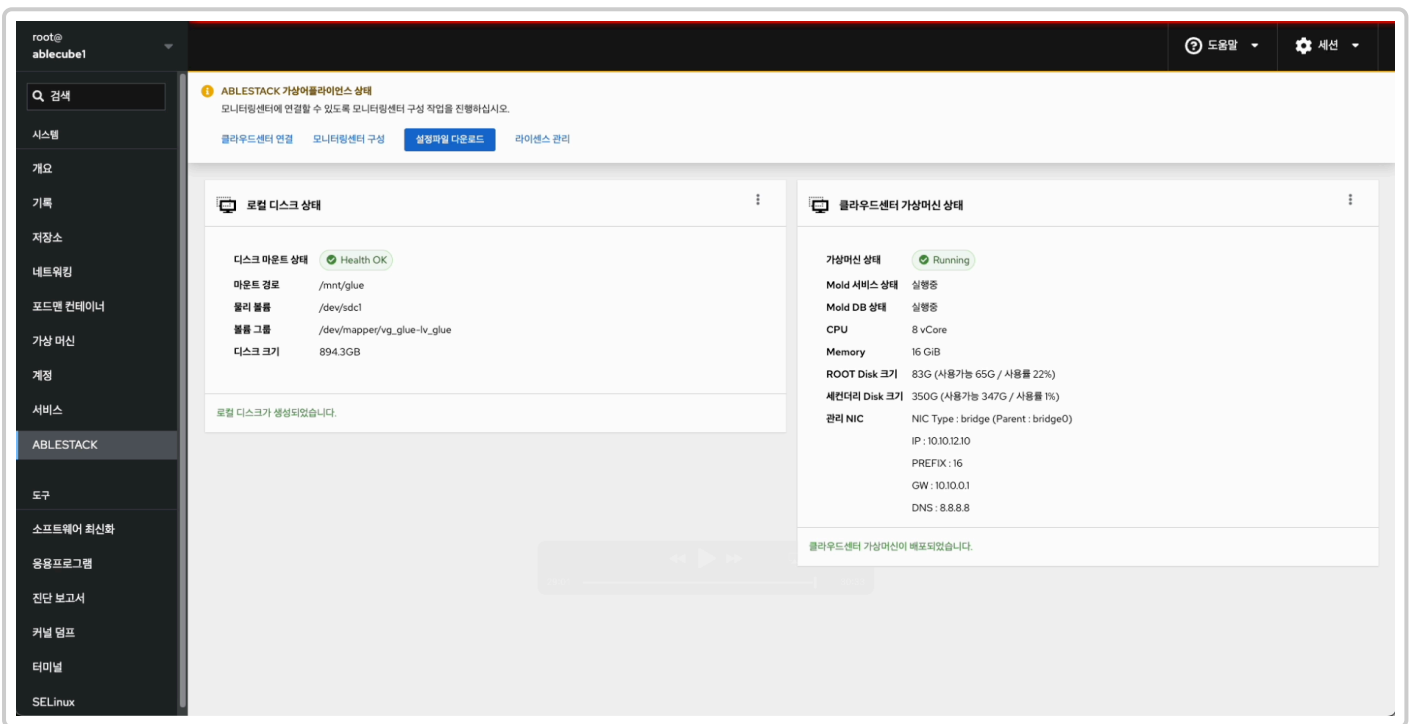 root@
ablecube1
도움말
세션
검색
시스템
개요
기록
저장소
네트워킹
포드맨 컨테이너
가상 머신
계정
서비스
ABLESTACK
도구
소프트웨어 최신화
응용프로그램
진단 보고서
커널 덤프
터미널
SELinux
ABLESTACK 가상어플라이언스 상태
모니터링센터에 연결할 수 있도록 모니터링센터 구성 작업을 진행하십시오.
클라우드센터 연결 모니터링센터 구성 설정파일 다운로드 라이센스 관리
로컬 디스크 상태
디스크 마운트 상태 Health OK
마운트 경로 /mnt/glue
물리 볼륨 /dev/sdc1
볼륨 그룹 /dev/mapper/vg_glue-lv_glue
디스크 크기 894.3GB
로컬 디스크가 생성되었습니다.
클라우드센터 가상머신 상태
가상머신 상태 Running
Mold 서비스 상태 실행중
Mold DB 상태 실행중
CPU 8 vCore
Memory 16 GiB
ROOT Disk 크기 83G (사용가능 65G / 사용률 22%)
세컨더리 Disk 크기 350G (사용가능 347G / 사용률 1%)
관리 NIC NIC Type : bridge (Parent : bridge0)
IP : 10.10.12.10
PREFIX : 16
GW : 10.10.0.1
DNS : 8.8.8.8
클라우드센터 가상머신이 배포되었습니다.